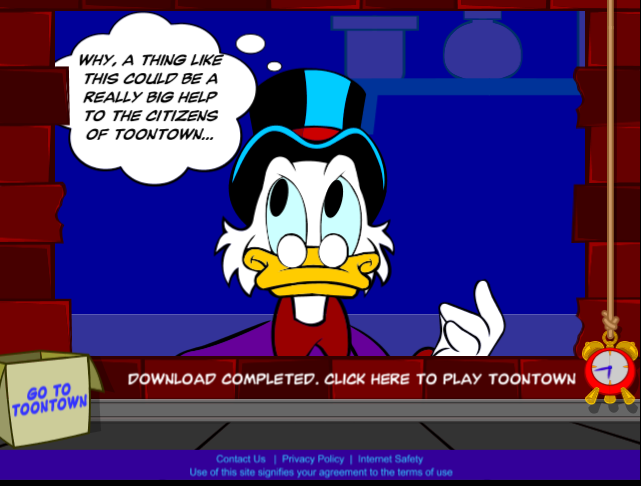 WHY, A THING LIKE
THIS COULD BE A
REALLY BIG HELP
TO THE CITIZENS
OF TOONTOWN...
GO TO
TOONTOWN
DOWNLOAD COMPLETED. CLICK HERE TO PLAY TOONTOWN
Contact Us | Privacy Policy | Internet Safety
Use of this site signifies your agreement to the terms of use